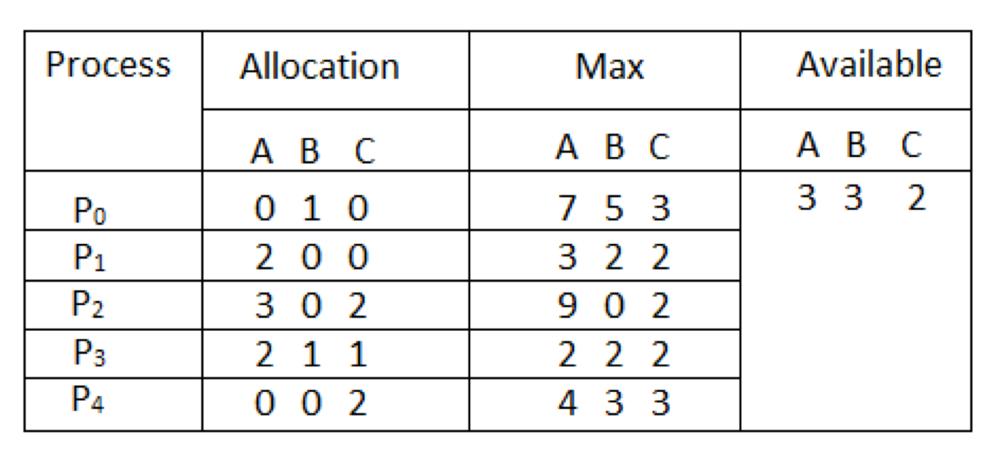 Process Allocation Max Available
A B C A B C A B C
P0 0 1 0 7 5 3 3 3 2
P1 2 0 0 3 2 2
P2 3 0 2 9 0 2
P3 2 1 1 2 2 2
P4 0 0 2 4 3 3